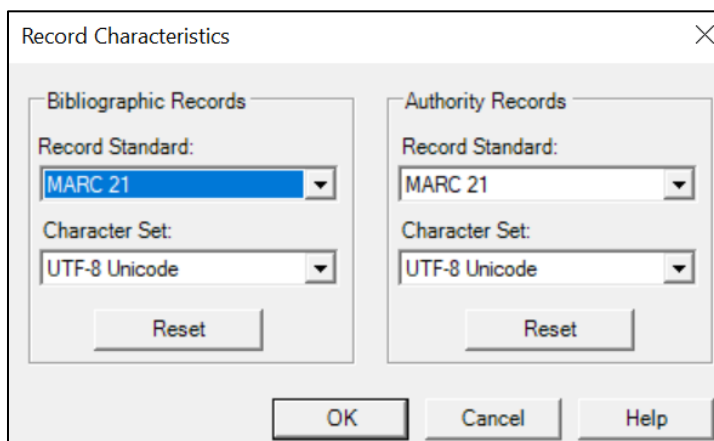 Record Characteristics
Bibliographic Records
Record Standard:
MARC 21
Character Set:
UTF-8 Unicode
Reset
Authority Records
Record Standard:
MARC 21
Character Set:
UTF-8 Unicode
Reset
OK
Cancel
Help